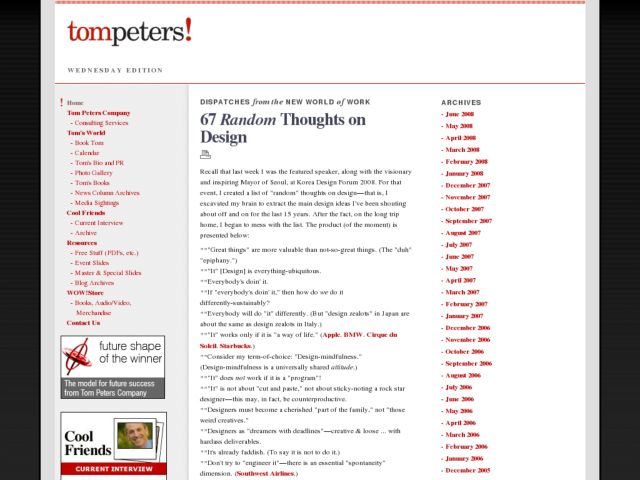 tompeters!
WEDNESDAY EDITION
! Home
Tom Peters Company
- Consulting Services
Tom's World
- Book Tom
- Calendar
- Tom's Bio and PR
- Photo Gallery
- Tom's Books
- News Column Archives
- Media Sightings
Cool Friends
- Current Interview
- Archive
Resources
- Free Stuff (PDFs, etc.)
- Event Slides
- Master & Special Slides
- Blog Archives
WOW!Store
- Books, Audio/Video,
Merchandise
Contact Us
future shape
of the winner
The model for future success
from Tom Peters Company
Cool
Friends
CURRENT INTERVIEW
DISPATCHES from the NEW WORLD of WORK
67 Random Thoughts on
Design
Recall that last week I was the featured speaker, along with the visionary
and inspiring Mayor of Seoul, at Korea Design Forum 2008. For that
event, I created a list of "random" thoughts on design—that is, I
excavated my brain to extract the main design ideas I've been shouting
about off and on for the last 15 years. After the fact, on the long trip
home, I began to mess with the list. The product (of the moment) is
presented below:
**"Great things" are more valuable than not-so-great things. (The "duh"
"epiphany.")
**"It" [Design] is everything-ubiquitous.
**Everybody's doin' it.
**If "everybody's doin' it," then how do we do it
differently-sustainably?
**Everybody will do "it" differently. (But "design zealots" in Japan are
about the same as design zealots in Italy.)
**"It" works only if it is "a way of life." (Apple. BMW. Cirque du
Soleil. Starbucks.)
**Consider my term-of-choice: "Design-mindfulness."
(Design-mindfulness is a universally shared attitude.)
**"It" does not work if it is a "program"!
**"It" is not about "cut and paste," not about sticky-noting a rock star
designer—this may, in fact, be counterproductive.
**Designers must become a cherished "part of the family," not "those
weird creatives."
**Designers as "dreamers with deadlines"—creative & loose ... with
hardass deliverables.
**It's already faddish. (To say it is not to do it.)
**Don't try to "engineer it"—there is an essential "spontaneity"
dimension. (Southwest Airlines.)
ARCHIVES
- June 2008
- May 2008
- April 2008
- March 2008
- February 2008
- January 2008
- December 2007
- November 2007
- October 2007
- September 2007
- August 2007
- July 2007
- June 2007
- May 2007
- April 2007
- March 2007
- February 2007
- January 2007
- December 2006
- November 2006
- October 2006
- September 2006
- August 2006
- July 2006
- June 2006
- May 2006
- April 2006
- March 2006
- February 2006
- January 2006
- December 2005